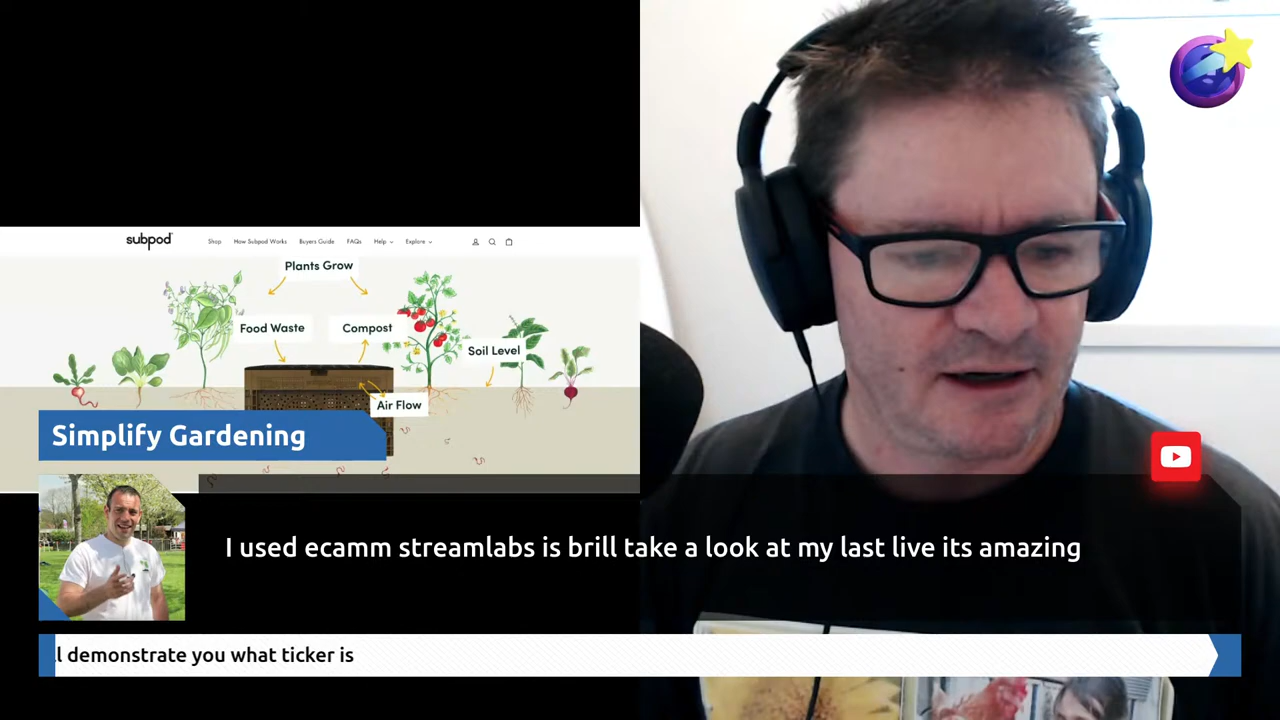 subpod
Shop How Subpod Works Buyers Guide FAQs Help Explore
Plants Grow
Food Waste
Compost
Soil Level
Air Flow
Simplify Gardening
I used ecamm streamlabs is brill take a look at my last live its amazing
ll demonstrate you what ticker is